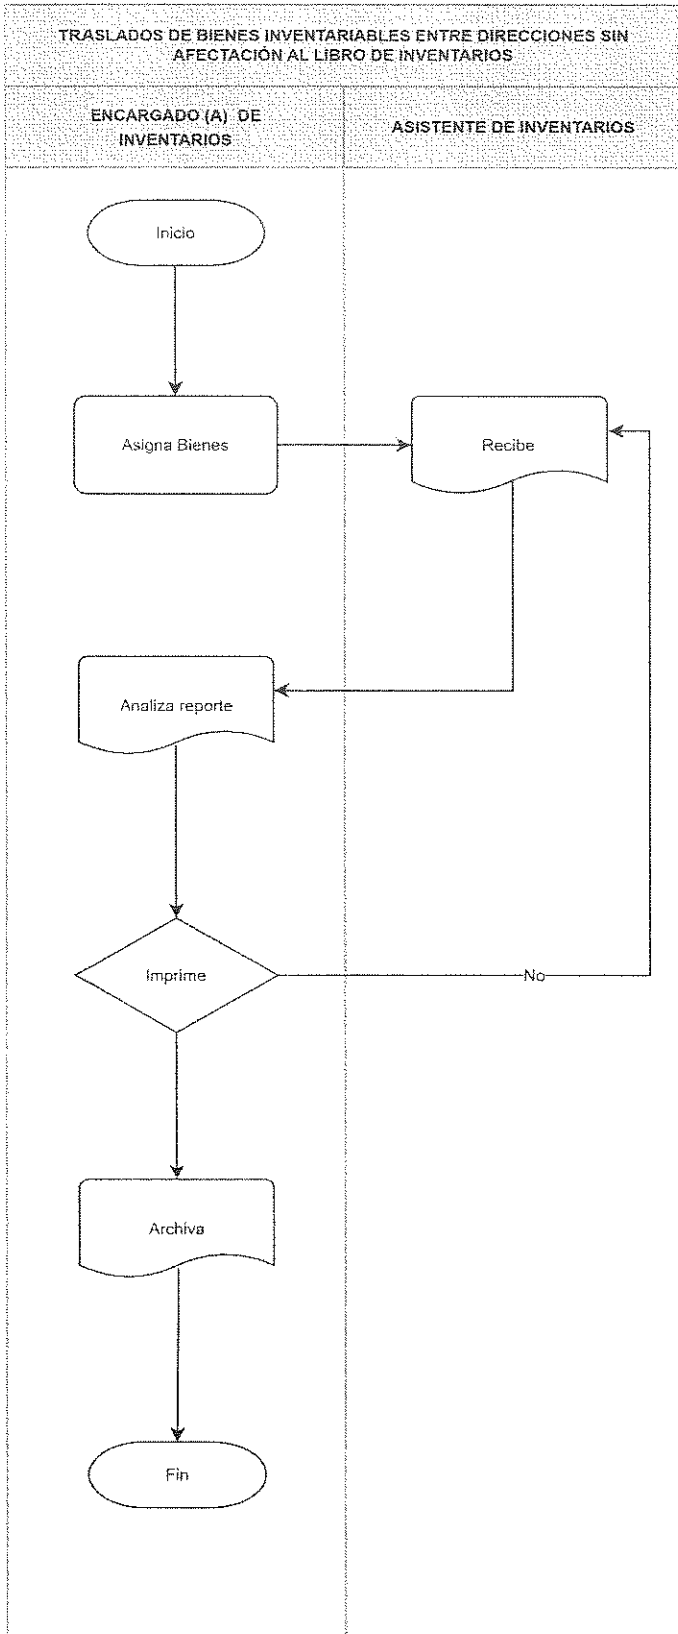 TRASLADOS DE BIENES INVENTARIABLES ENTRE DIRECCIONES SIN
AFECTACIÓN AL LIBRO DE INVENTARIOS
ENCARGADO (A) DE
INVENTARIOS
ASISTENTE DE INVENTARIOS
Inicio
Asigna Bienes
Recibe
Analiza reporte
Imprime
No
Archiva
Fin